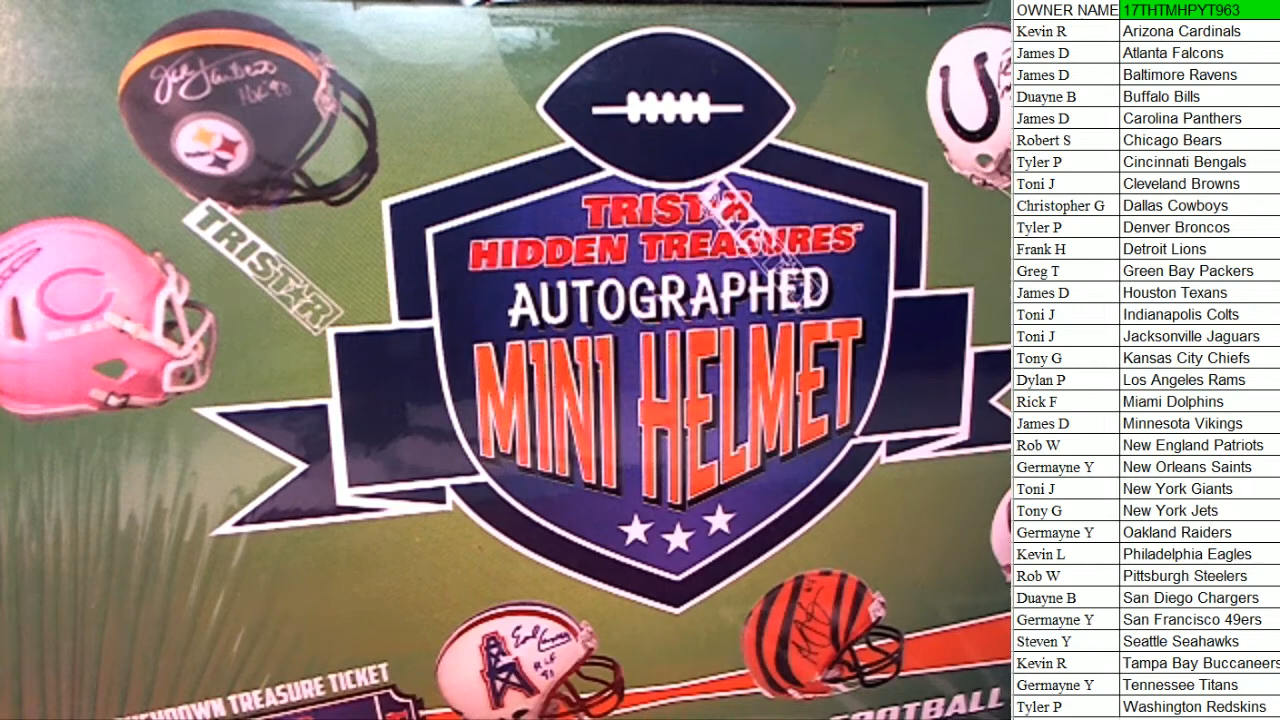 TRISTAR
HIDDEN TREASURES
AUTOGRAPHED
MINI HELMET
TRISTAR
TREASURE TICKET
FOOTBALL
OWNER NAME 17THTMHPYT963
Kevin R Arizona Cardinals
James D Atlanta Falcons
James D Baltimore Ravens
Duayne B Buffalo Bills
James D Carolina Panthers
Robert S Chicago Bears
Tyler P Cincinnati Bengals
Toni J Cleveland Browns
Christopher G Dallas Cowboys
Tyler P Denver Broncos
Frank H Detroit Lions
Greg T Green Bay Packers
James D Houston Texans
Toni J Indianapolis Colts
Toni J Jacksonville Jaguars
Tony G Kansas City Chiefs
Dylan P Los Angeles Rams
Rick F Miami Dolphins
James D Minnesota Vikings
Rob W New England Patriots
Germayne Y New Orleans Saints
Toni J New York Giants
Tony G New York Jets
Germayne Y Oakland Raiders
Kevin L Philadelphia Eagles
Rob W Pittsburgh Steelers
Duayne B San Diego Chargers
Germayne Y San Francisco 49ers
Steven Y Seattle Seahawks
Kevin R Tampa Bay Buccaneers
Germayne Y Tennessee Titans
Tyler P Washington Redskins